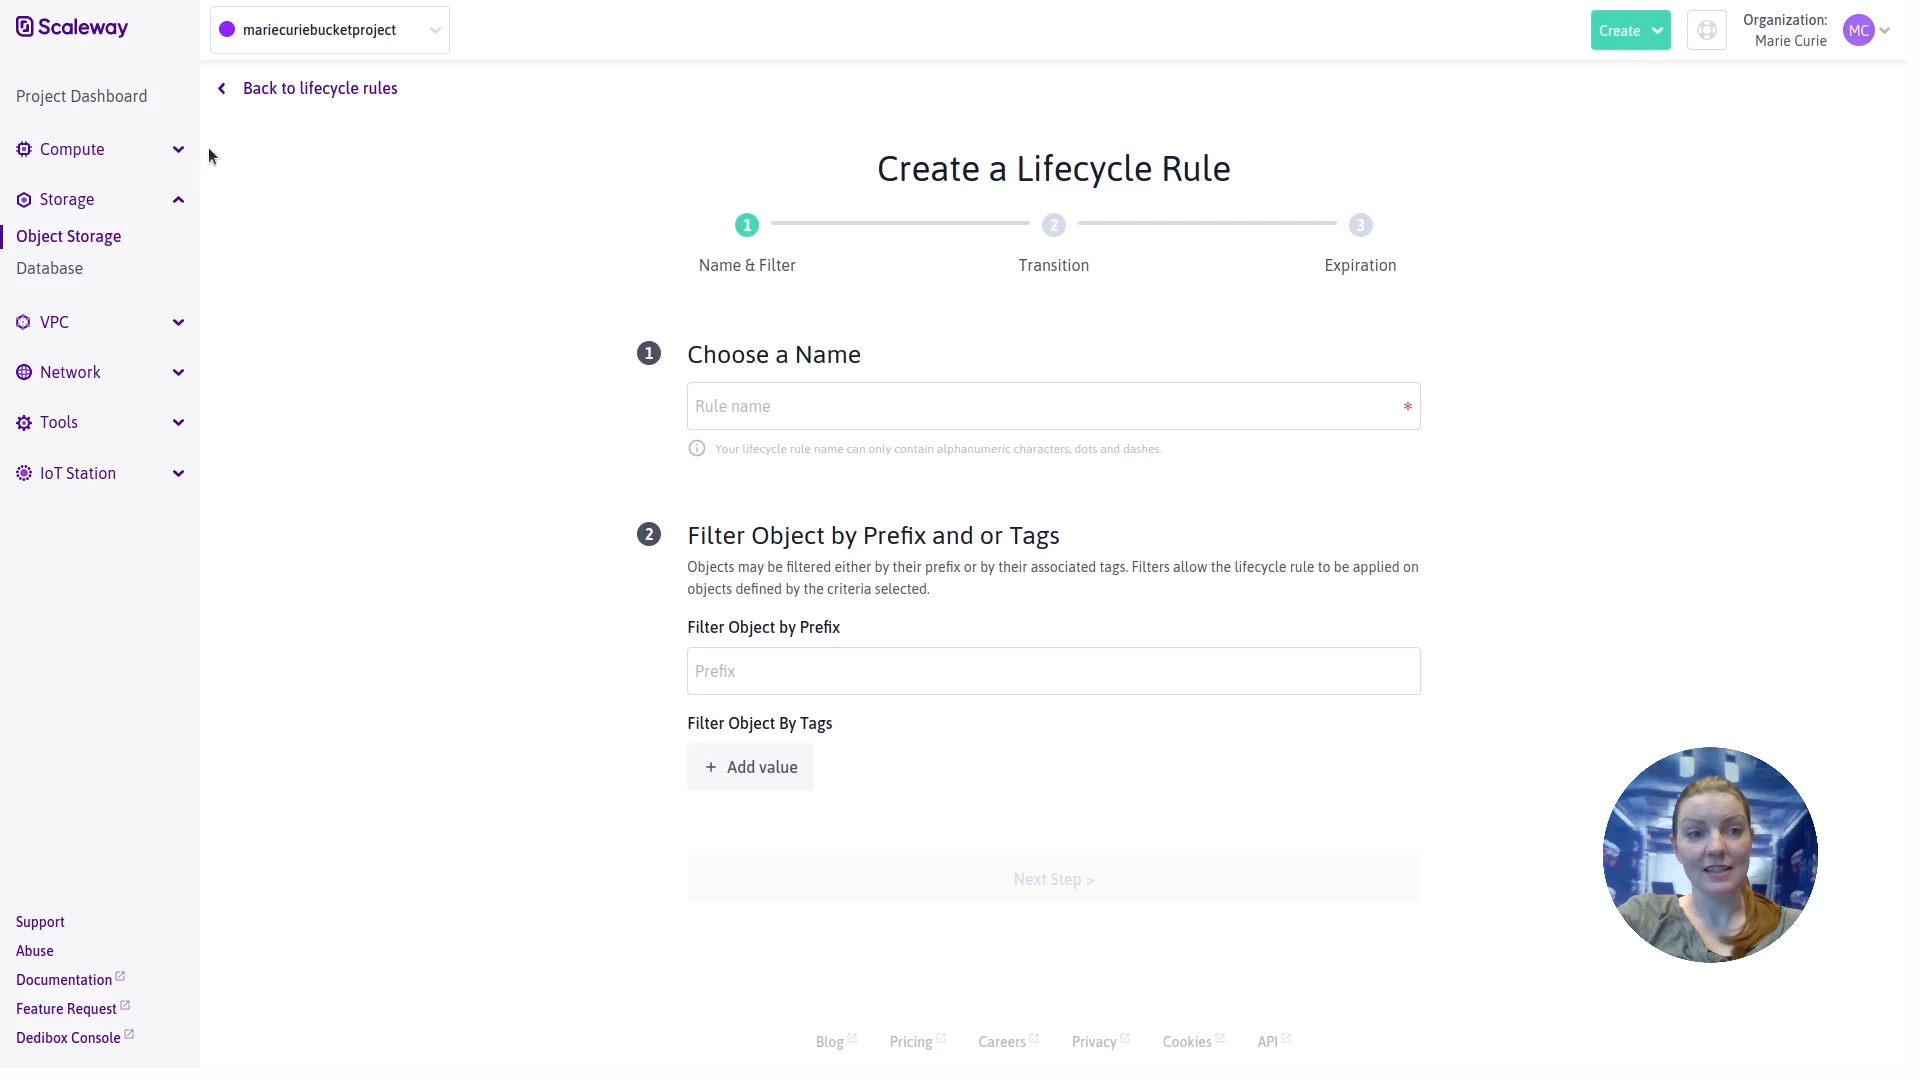 Scaleway
mariecuriebucketproject
Create
Organization:
Marie Curie
MC
Back to lifecycle rules
Project Dashboard
Compute
Storage
Object Storage
Database
VPC
Network
Tools
IoT Station
Support
Abuse
Documentation
Feature Request
Dedibox Console
Create a Lifecycle Rule
1
2
3
Name & Filter
Transition
Expiration
1
Choose a Name
Rule name
*
Your lifecycle rule name can only contain alphanumeric characters, dots and dashes.
2
Filter Object by Prefix and or Tags
Objects may be filtered either by their prefix or by their associated tags. Filters allow the lifecycle rule to be applied on
objects defined by the criteria selected.
Filter Object by Prefix
Prefix
Filter Object By Tags
+ Add value
Next Step >
Blog
Pricing
Careers
Privacy
Cookies
API